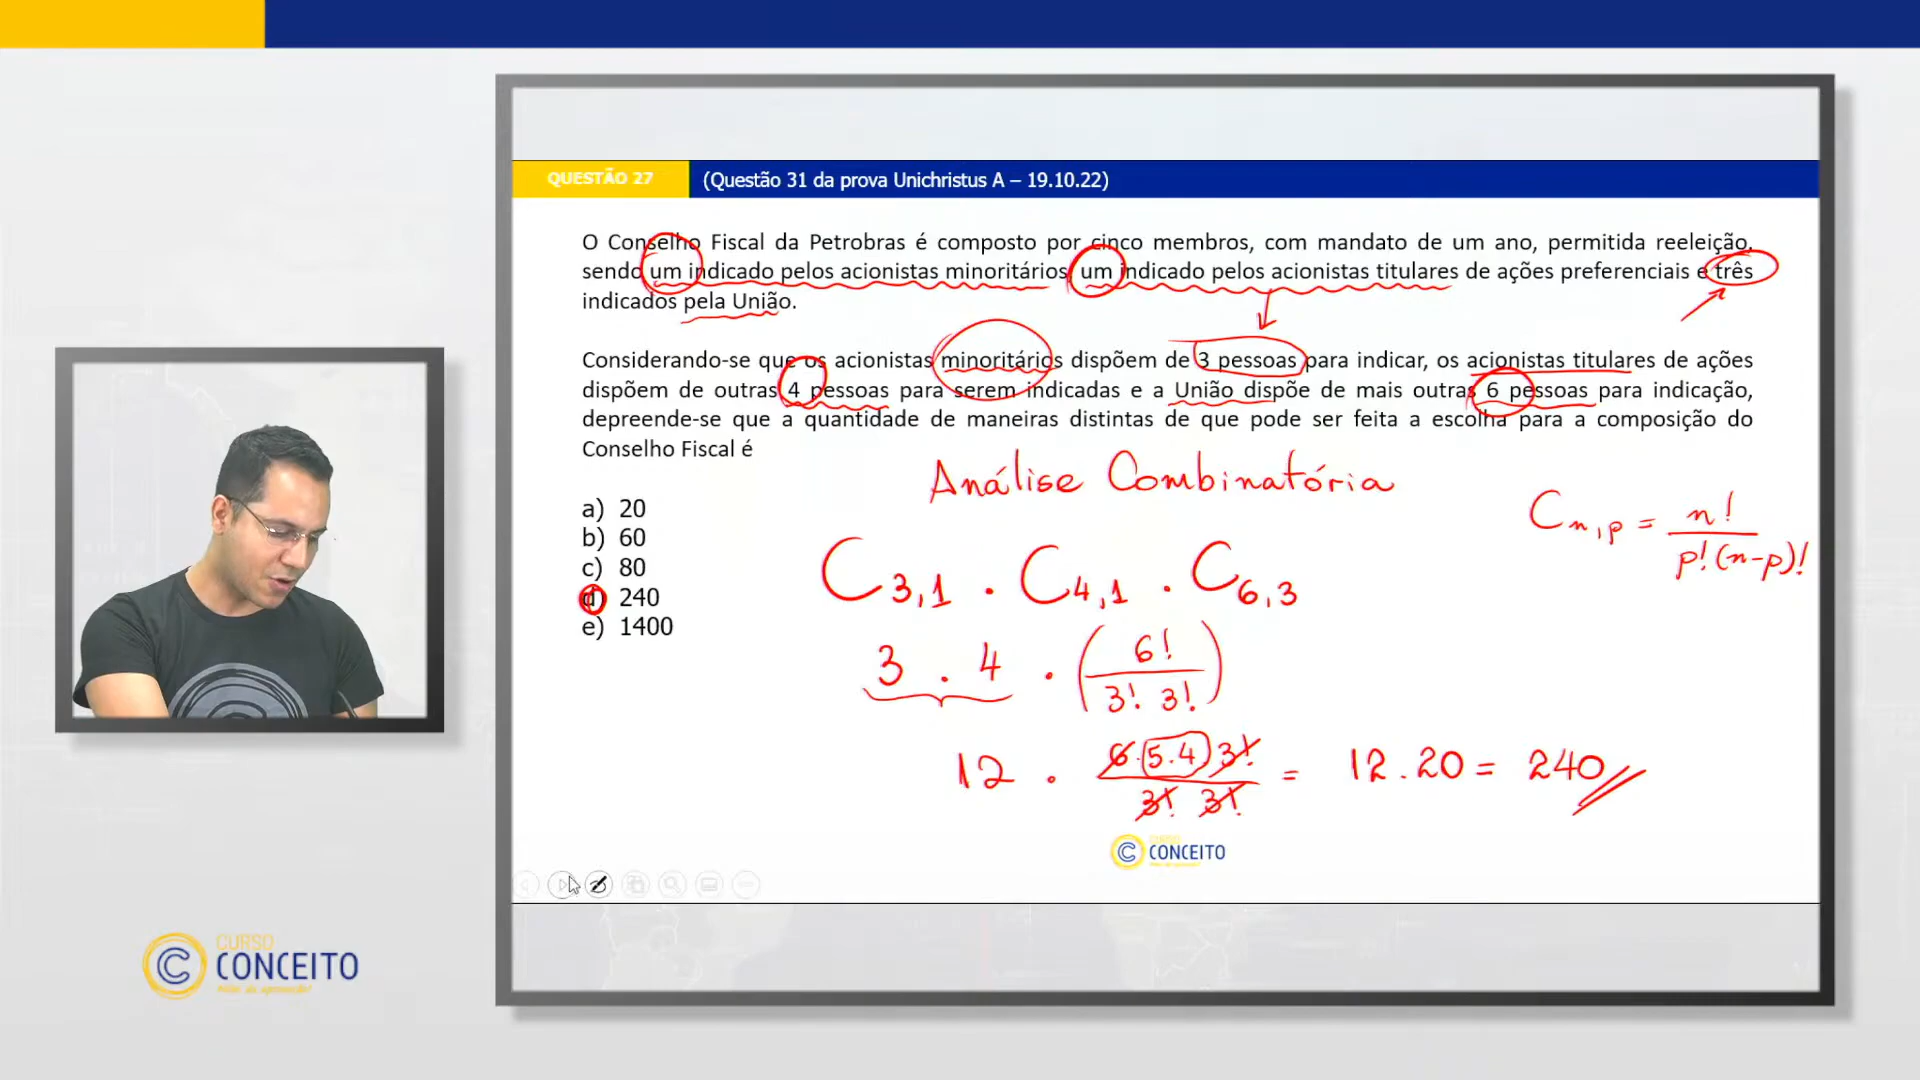 QUESTÃO 27
(Questão 31 da prova Unichristus A – 19.10.22)
O Conselho Fiscal da Petrobras é composto por cinco membros, com mandato de um ano, permitida reeleição,
sendo um indicado pelos acionistas minoritários, um indicado pelos acionistas titulares de ações preferenciais e três
indicados pela União.
Considerando-se que os acionistas minoritários dispõem de 3 pessoas para indicar, os acionistas titulares de ações
dispõem de outras 4 pessoas para serem indicadas e a União dispõe de mais outras 6 pessoas para indicação,
depreende-se que a quantidade de maneiras distintas de que pode ser feita a escolha para a composição do
Conselho Fiscal é
a) 20
b) 60
c) 80
d) 240
e) 1400
Análise Combinatória
C n,p = n! / p!(n-p)!
C 3,1 . C 4,1 . C 6,3
3 . 4 . (6! / 3! 3!)
12 . 6.5.4 3! / 3! 3! = 12.20 = 240
CURSO
CONCEITO
CURSO
CONCEITO